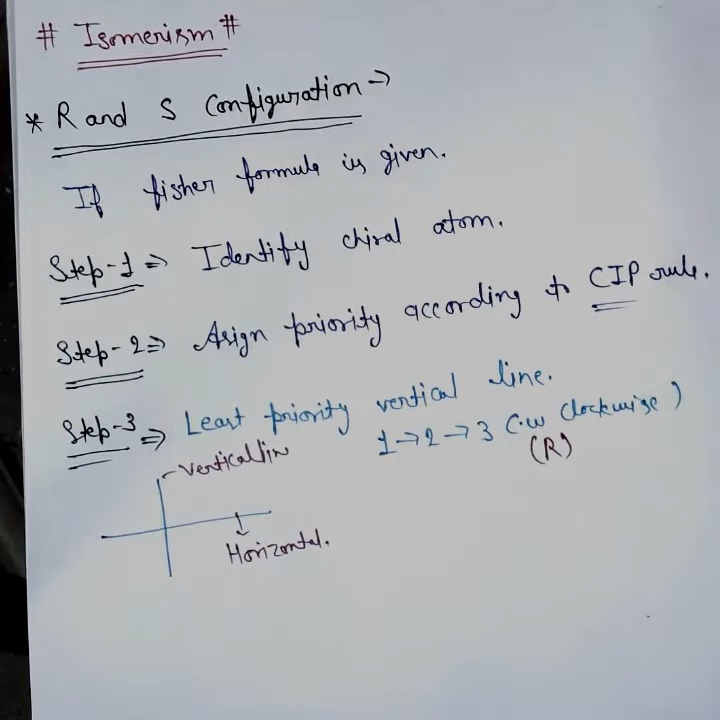 # Isomerism #
* R and S Configuration →
If fisher formula is given.
Step-1 ⇒ Identify chiral atom.
Step-2 ⇒ Asign priority according to CIP rule.
Step-3 ⇒ Least priority vertical line.
1→2→3 (cw clockwise)
(R)
Vertical lin
Horizontal.